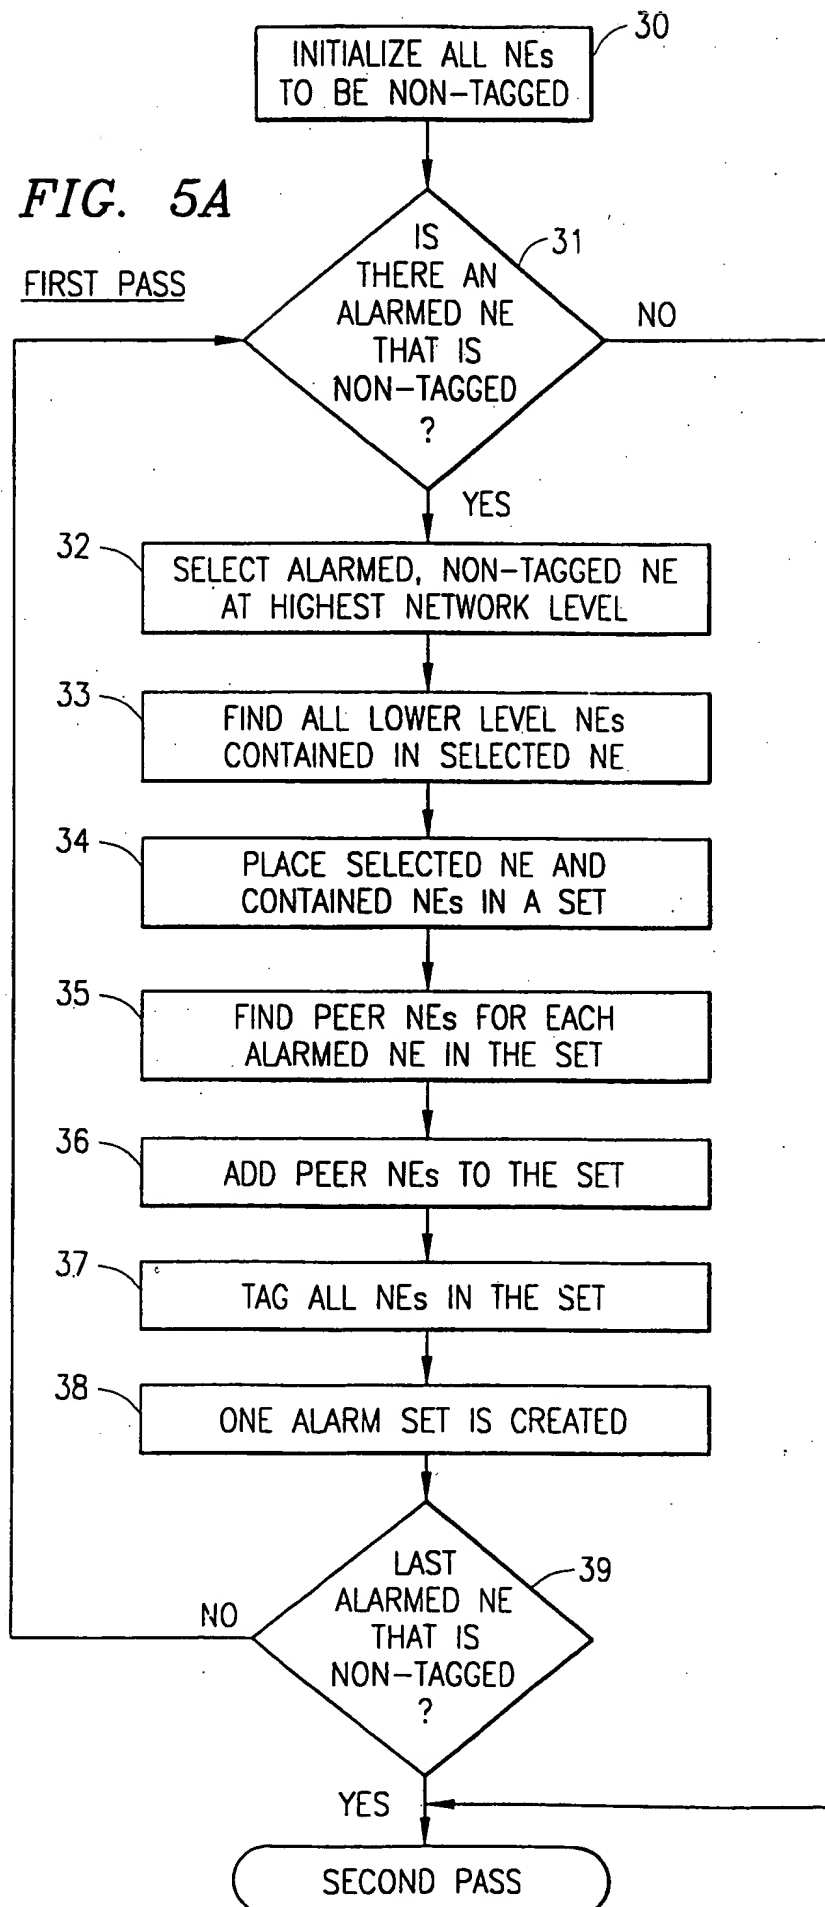 30
INITIALIZE ALL NEs
TO BE NON-TAGGED
FIG. 5A
FIRST PASS
31
IS
THERE AN
ALARMED NE
THAT IS
NON-TAGGED
?
NO
YES
32
SELECT ALARMED, NON-TAGGED NE
AT HIGHEST NETWORK LEVEL
33
FIND ALL LOWER LEVEL NEs
CONTAINED IN SELECTED NE
34
PLACE SELECTED NE AND
CONTAINED NEs IN A SET
35
FIND PEER NEs FOR EACH
ALARMED NE IN THE SET
36
ADD PEER NEs TO THE SET
37
TAG ALL NEs IN THE SET
38
ONE ALARM SET IS CREATED
39
LAST
ALARMED NE
THAT IS
NON-TAGGED
?
NO
YES
SECOND PASS